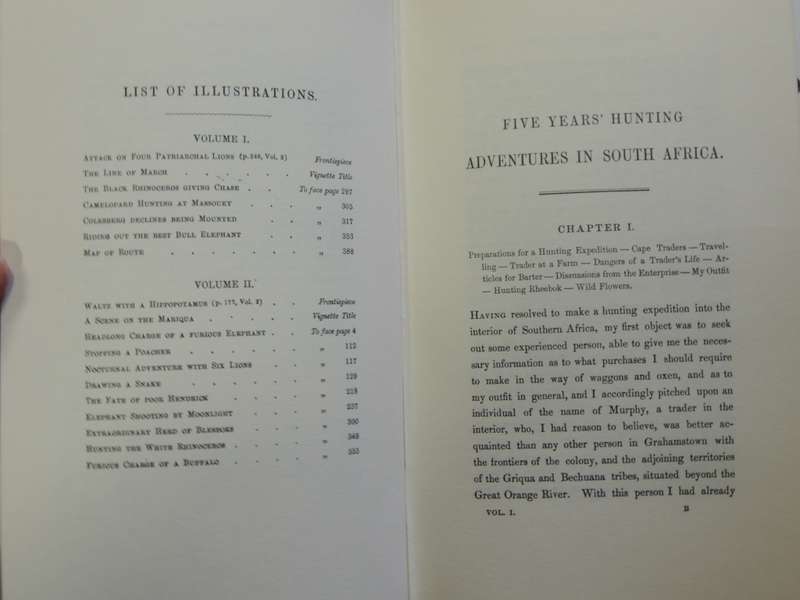 LIST OF ILLUSTRATIONS.
VOLUME I.
ATTACK ON FOUR PATRIARCHAL LIONS (p. 246, Vol. 2) Frontispiece
THE LINE OF MARCH . . . . . . Vignette Title
THE BLACK RHINOCEROS GIVING CHASE . . To face page 297
CAMELOPARD HUNTING AT MASSOUEY . . . „ 305
COLESBERG DECLINES BEING MOUNTED . . „ 317
RIDING OUT THE BEST BULL ELEPHANT . . „ 353
MAP OF ROUTE . . . . . . . „ 388
VOLUME II.
WALTZ WITH A HIPPOPOTAMUS (p. 177, Vol. 2) . . Frontispiece
A SCENE ON THE MARIQUA . . . . . Vignette Title
HEADLONG CHARGE OF A FURIOUS ELEPHANT . . To face page 4
STOPPING A POACHER . . . . . . „ 112
NOCTURNAL ADVENTURE WITH SIX LIONS . . „ 117
DRAWING A SNAKE . . . . . . „ 129
THE FATE OF POOR HENDRICK . . . . „ 218
ELEPHANT SHOOTING BY MOONLIGHT . . . „ 257
EXTRAORDINARY HERD OF BLESBOKS . . . „ 300
HUNTING THE WHITE RHINOCEROS . . . . „ 348
FURIOUS CHARGE OF A BUFFALO . . . . „
FIVE YEARS' HUNTING
ADVENTURES IN SOUTH AFRICA.
CHAPTER I.
Preparations for a Hunting Expedition — Cape Traders — Travel-
ling — Trader at a Farm — Dangers of a Trader's Life — Ar-
ticles for Barter — Dissuasions from the Enterprise — My Outfit
— Hunting Rheebok — Wild Flowers.
HAVING resolved to make a hunting expedition into the
interior of Southern Africa, my first object was to seek
out some experienced person, able to give me the neces-
sary information as to what purchases I should require
to make in the way of waggons and oxen, and as to
my outfit in general, and I accordingly pitched upon an
individual of the name of Murphy, a trader in the
interior, who, I had reason to believe, was better ac-
quainted than any other person in Grahamstown with
the frontiers of the colony, and the adjoining territories
of the Griqua and Bechuana tribes, situated beyond the
Great Orange River. With this person I had already
VOL. I. B